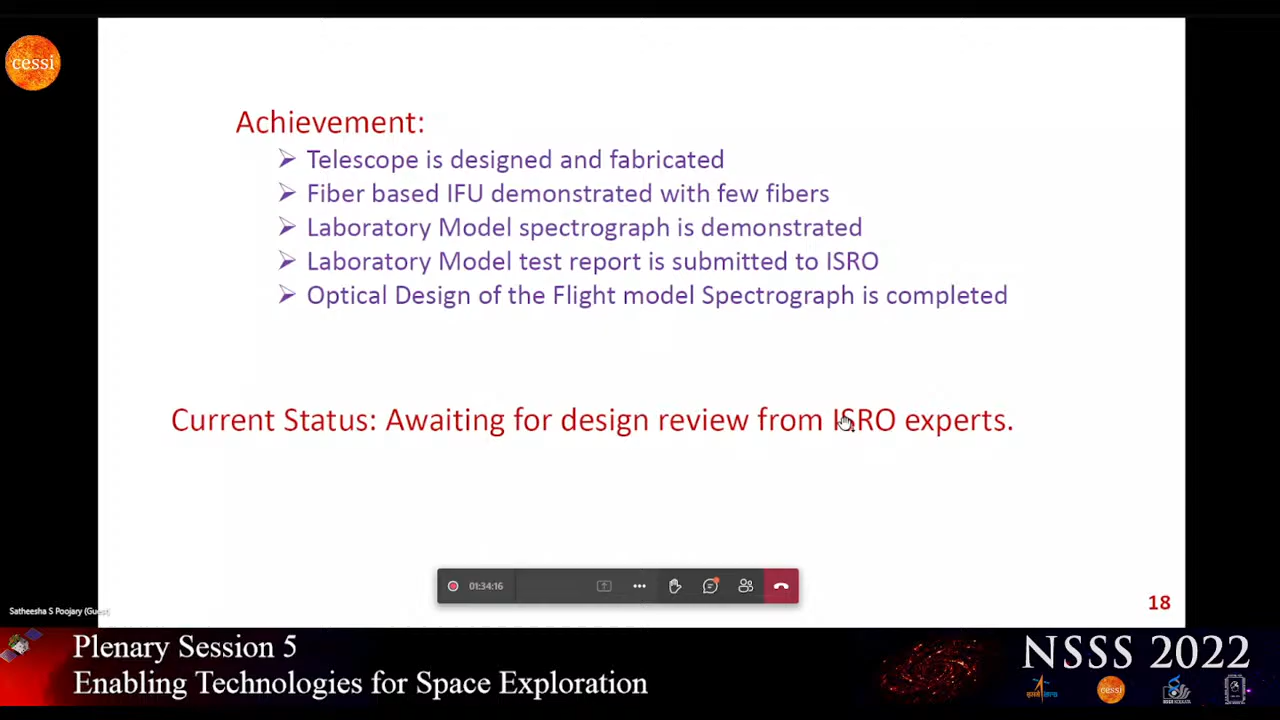 cessi
Achievement:
➢ Telescope is designed and fabricated
➢ Fiber based IFU demonstrated with few fibers
➢ Laboratory Model spectrograph is demonstrated
➢ Laboratory Model test report is submitted to ISRO
➢ Optical Design of the Flight model Spectrograph is completed
Current Status: Awaiting for design review from ISRO experts.
01:34:16
18
Satheesha S Poojary (Guest)
Plenary Session 5
Enabling Technologies for Space Exploration
NSSS 2022